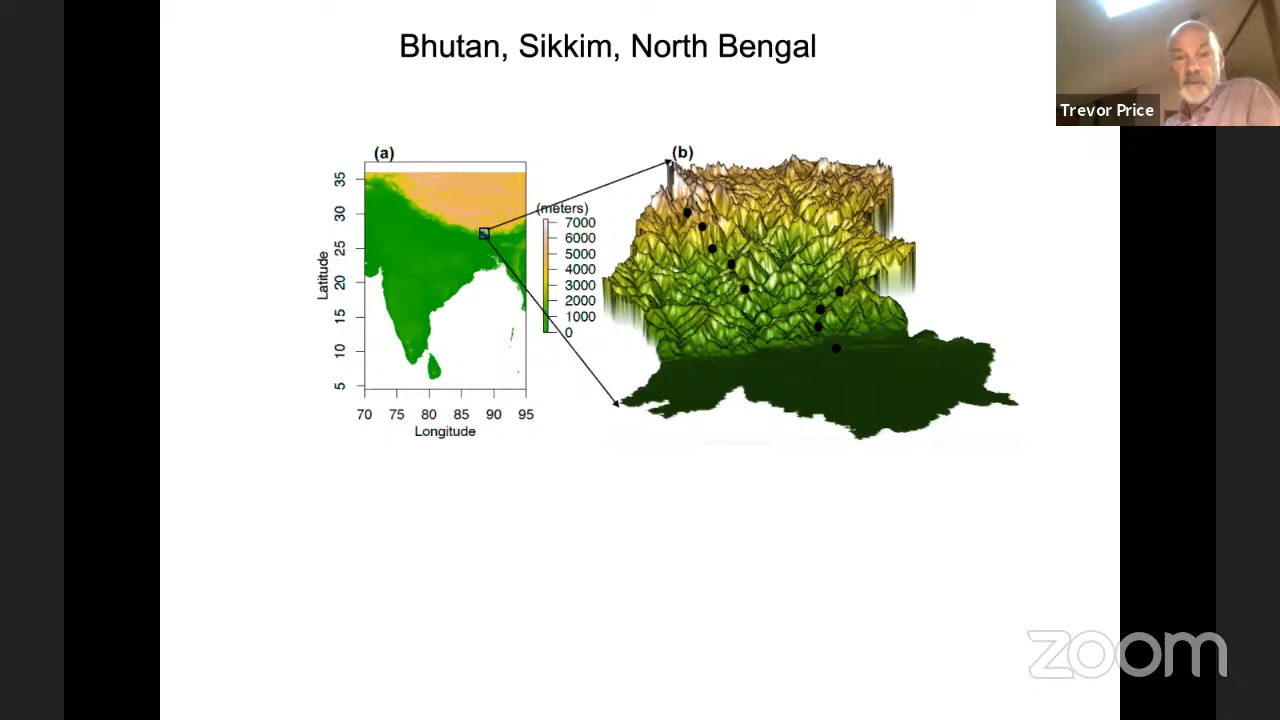 Bhutan, Sikkim, North Bengal
Trevor Price
(a)
(b)
35
30
25
20
15
10
5
Latitude
70 75 80 85 90 95
Longitude
(meters)
7000
6000
5000
4000
3000
2000
1000
0
zoom